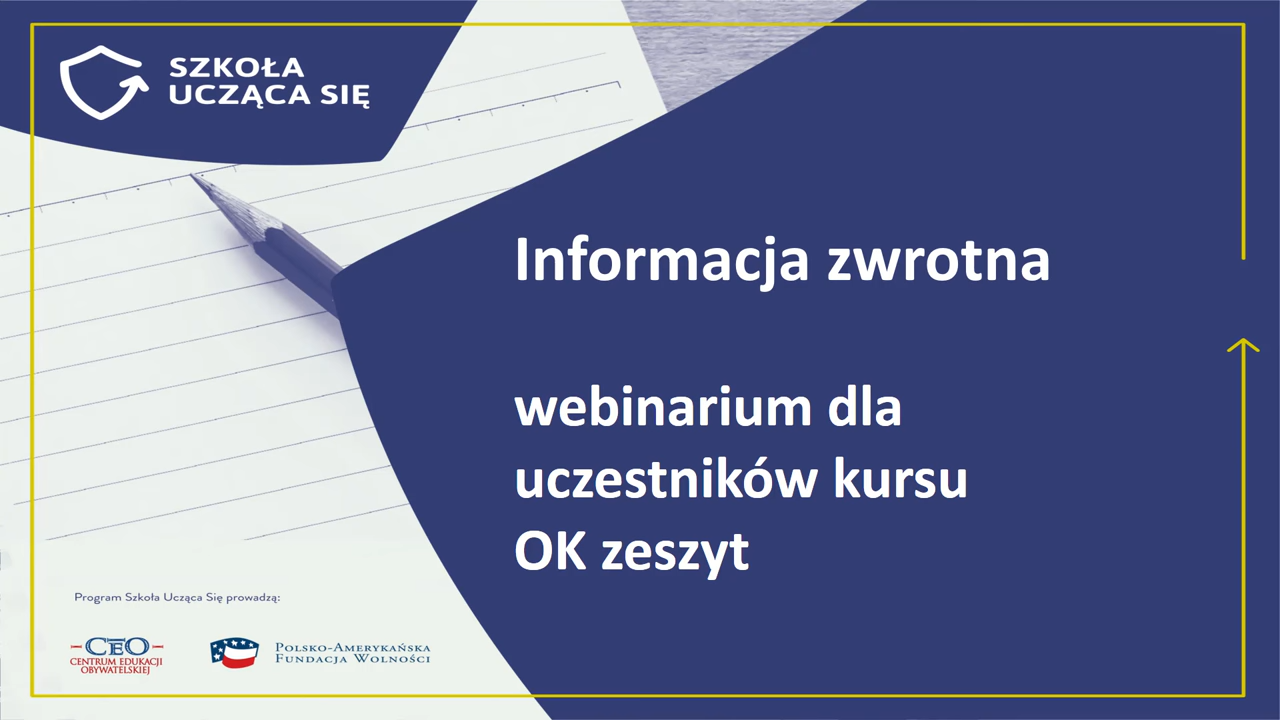 SZKOŁA
UCZĄCA SIĘ
Informacja zwrotna
webinarium dla
uczestników kursu
OK zeszyt
Program Szkoła Ucząca Się prowadzą:
CEO
CENTRUM EDUKACJI
OBYWATELSKIEJ
POLSKO-AMERYKAŃSKA
FUNDACJA WOLNOŚCI